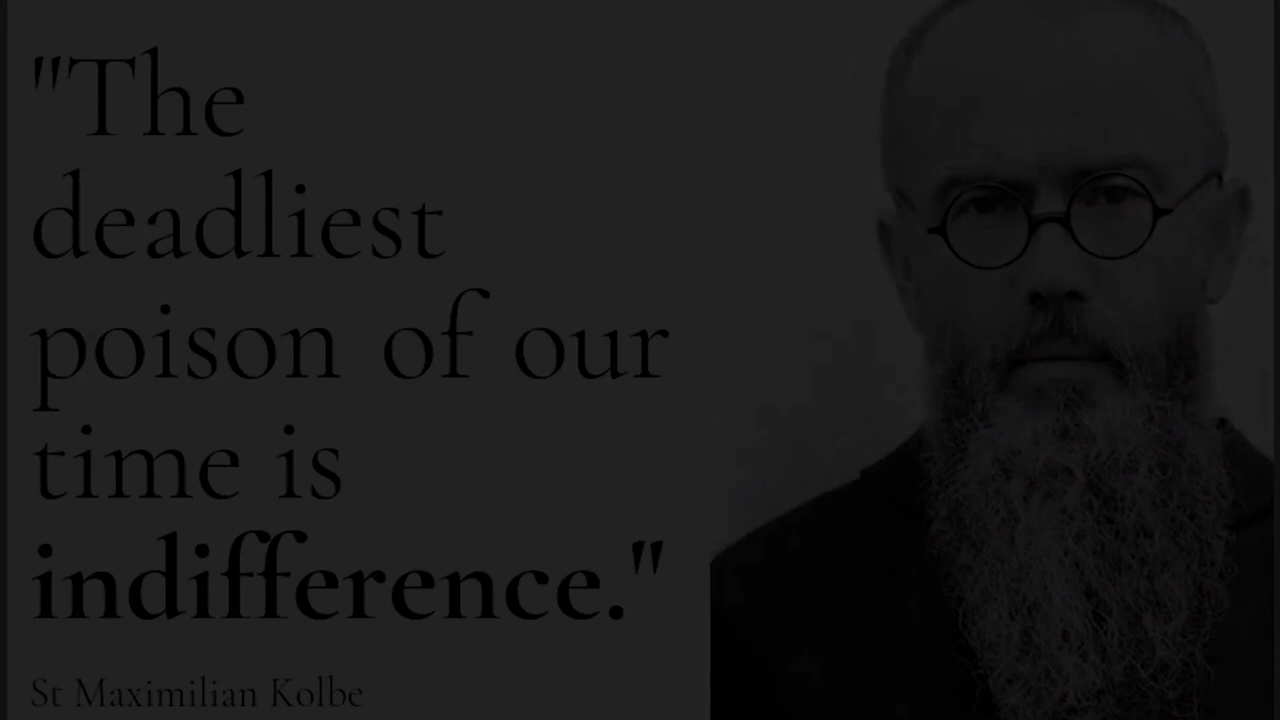 "The
deadliest
poison of our
time is
indifference."
St Maximilian Kolbe